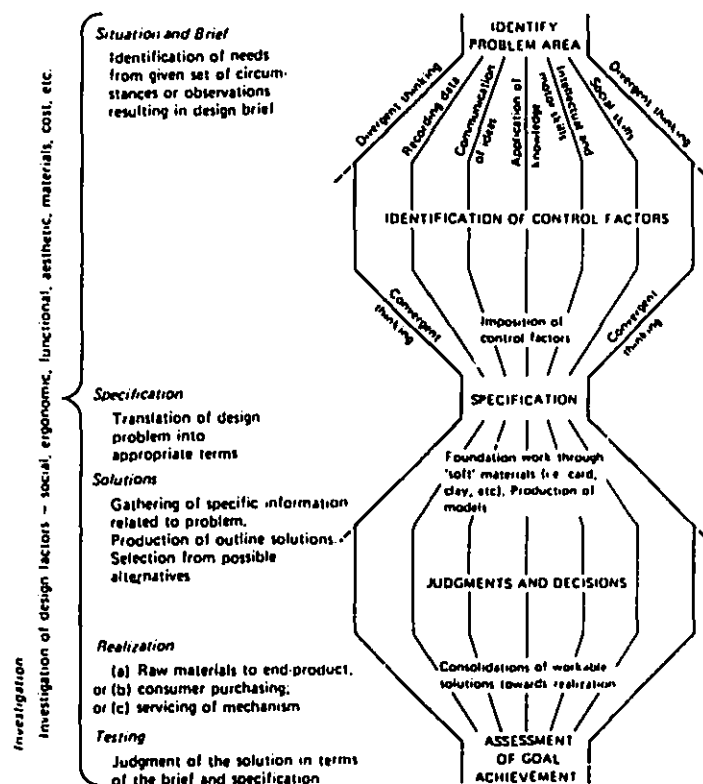 Investigation
Investigation of design factors – social, ergonomic, functional, aesthetic, materials, cost, etc.
Situation and Brief
Identification of needs
from given set of circum-
stances or observations
resulting in design brief
Specification
Translation of design
problem into
appropriate terms
Solutions
Gathering of specific information
related to problem.
Production of outline solutions.
Selection from possible
alternatives
Realization
(a) Raw materials to end-product,
or (b) consumer purchasing;
or (c) servicing of mechanism
Testing
Judgment of the solution in terms
of the brief and specification
IDENTIFY
PROBLEM AREA
Divergent thinking
Recording data
Communication
of ideas
Application of
knowledge
Intellectual and
motor skills
Social skills
Divergent thinking
IDENTIFICATION OF CONTROL FACTORS
Convergent
thinking
Imposition of
control factors
Convergent
thinking
SPECIFICATION
Foundation work through
'soft' materials (i.e. card,
clay, etc). Production of
models
JUDGMENTS AND DECISIONS
Consolidations of workable
solutions towards realization
ASSESSMENT
OF GOAL
ACHIEVEMENT